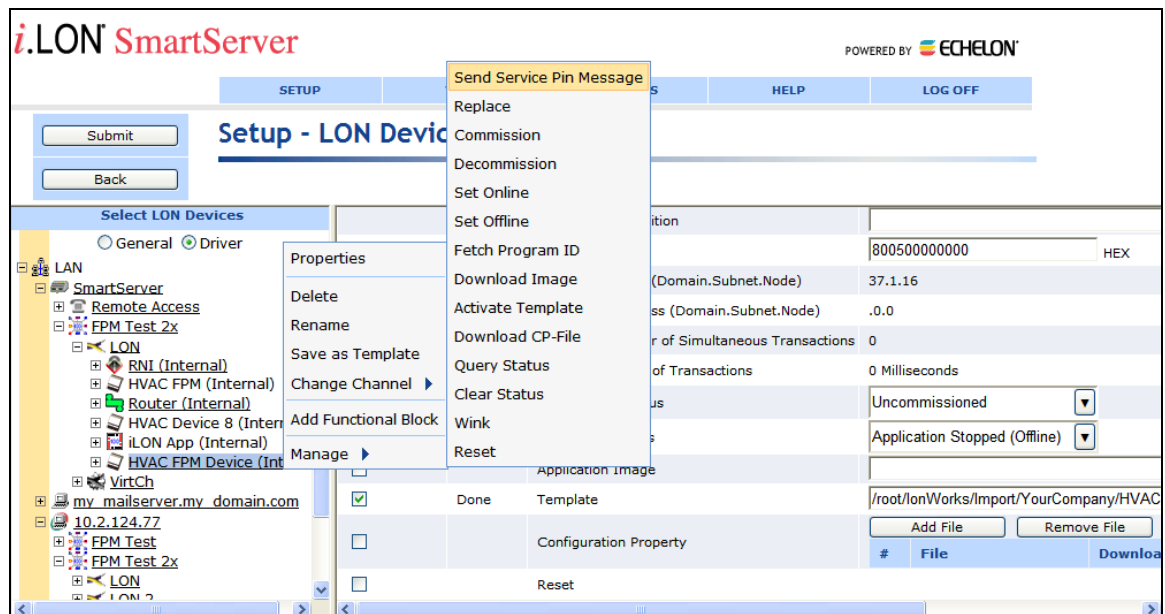 i.LON SmartServer
POWERED BY ECHELON
SETUP
S
HELP
LOG OFF
Submit
Setup - LON Devic
Back
Send Service Pin Message
Replace
Commission
Decommission
Set Online
Set Offline
Fetch Program ID
Download Image
Activate Template
Download CP-File
Query Status
Clear Status
Wink
Reset
Properties
Delete
Rename
Save as Template
Change Channel
Add Functional Block
Manage
Select LON Devices
General Driver
LAN
SmartServer
Remote Access
FPM Test 2x
LON
RNI (Internal)
HVAC FPM (Internal)
Router (Internal)
HVAC Device 8 (Intern
iLON App (Internal)
HVAC FPM Device (Int
VirtCh
my_mailserver.my_domain.com
10.2.124.77
FPM Test
FPM Test 2x
LON
LON 2
ition
800500000000 HEX
(Domain.Subnet.Node) 37.1.16
ss (Domain.Subnet.Node) .0.0
r of Simultaneous Transactions 0
of Transactions 0 Milliseconds
us Uncommissioned
s Application Stopped (Offline)
Application Image
Done Template /root/lonWorks/Import/YourCompany/HVAC
Configuration Property
Add File Remove File
# File Downloa
Reset